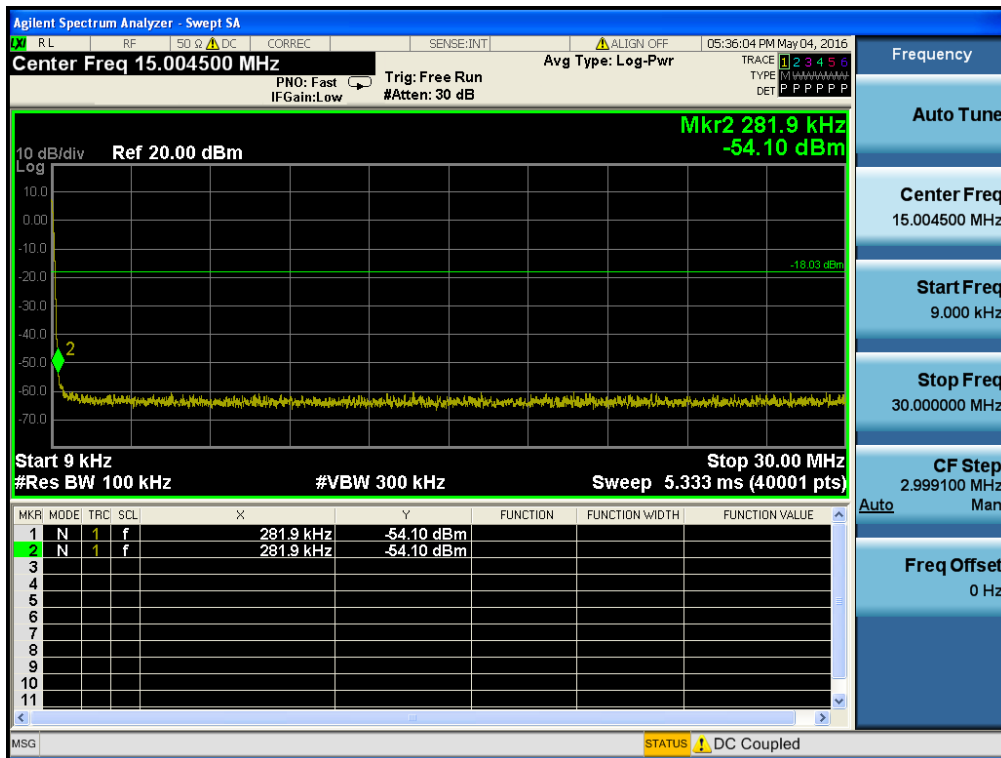 Agilent Spectrum Analyzer - Swept SA
LXI RL RF 50 Ω DC CORREC SENSE:INT ALIGN OFF 05:36:04 PM May 04, 2016
Center Freq 15.004500 MHz
PNO: Fast
IFGain:Low
Trig: Free Run
#Atten: 30 dB
Avg Type: Log-Pwr
TRACE 1 2 3 4 5 6
TYPE M WWWWW
DET P P P P P P
Mkr2 281.9 kHz
-54.10 dBm
10 dB/div Ref 20.00 dBm
Log
10.0
0.00
-10.0
-18.03 dBm
-20.0
-30.0
-40.0
2
-50.0
-60.0
-70.0
Start 9 kHz Stop 30.00 MHz
#Res BW 100 kHz #VBW 300 kHz Sweep 5.333 ms (40001 pts)
MKR MODE TRC SCL X Y FUNCTION FUNCTION WIDTH FUNCTION VALUE
1 N 1 f 281.9 kHz -54.10 dBm
2 N 1 f 281.9 kHz -54.10 dBm
3
4
5
6
7
8
9
10
11
MSG STATUS DC Coupled
Frequency
Auto Tune
Center Freq
15.004500 MHz
Start Freq
9.000 kHz
Stop Freq
30.000000 MHz
CF Step
2.999100 MHz
Auto Man
Freq Offset
0 Hz